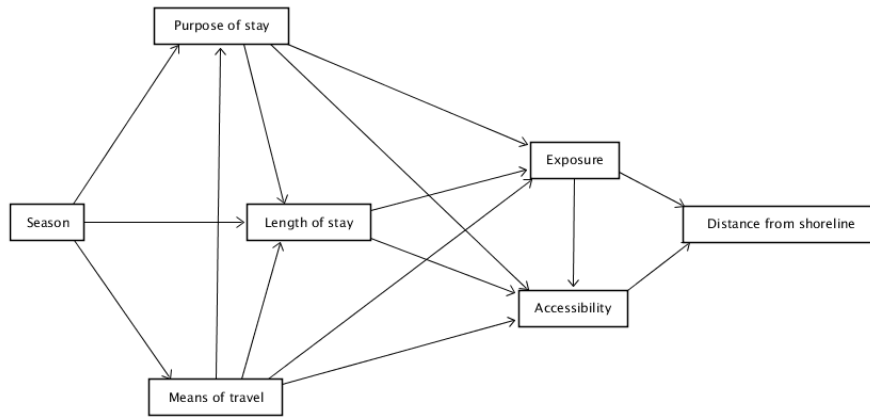 Purpose of stay
Exposure
Season
Length of stay
Distance from shoreline
Accessibility
Means of travel